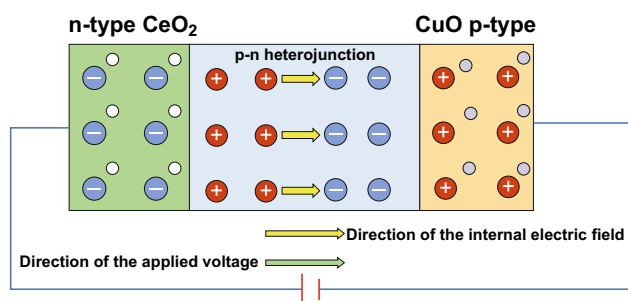 n-type CeO₂
CuO p-type
p-n heterojunction
Direction of the internal electric field
Direction of the applied voltage